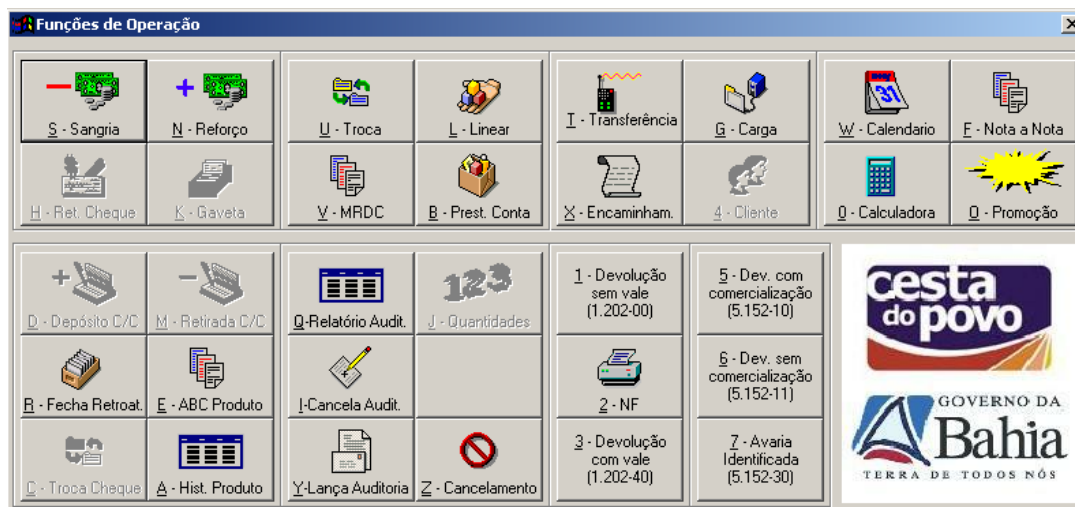 Funções de Operação
S - Sangria
N - Reforço
U - Troca
L - Linear
T - Transferência
G - Carga
31
W - Calendario
F - Nota a Nota
H - Ret. Cheque
K - Gaveta
V - MRDC
B - Prest. Conta
X - Encaminham.
4 - Cliente
0 - Calculadora
O - Promoção
D - Depósito C/C
M - Retirada C/C
Q-Relatório Audit.
123
J - Quantidades
1 - Devolução
sem vale
(1.202-00)
5 - Dev. com
comercialização
(5.152-10)
cesta
do povo
R - Fecha Retroat.
E - ABC Produto
I-Cancela Audit.
2 - NF
6 - Dev. sem
comercialização
(5.152-11)
GOVERNO DA
Bahia
TERRA DE TODOS NÓS
C - Troca Cheque
A - Hist. Produto
Y-Lança Auditoria
Z - Cancelamento
3 - Devolução
com vale
(1.202-40)
7 - Avaria
Identificada
(5.152-30)